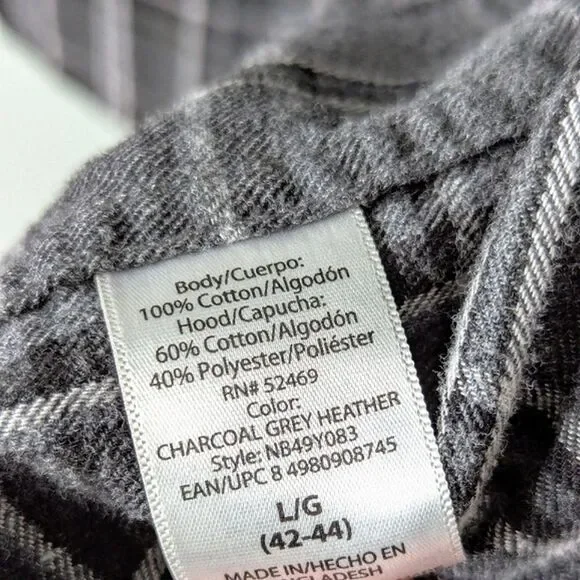 Body/Cuerpo:
100% Cotton/Algodón
Hood/Capucha:
60% Cotton/Algodón
40% Polyester/Poliéster
RN# 52469
Color:
CHARCOAL GREY HEATHER
Style: NB49Y083
EAN/UPC 8 4980908745
L/G
(42-44)
MADE IN/HECHO EN